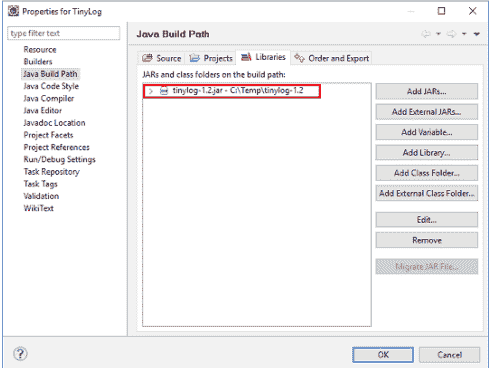 Properties for TinyLog
type filter text
Resource
Builders
Java Build Path
Java Code Style
Java Compiler
Java Editor
Javadoc Location
Project Facets
Project References
Run/Debug Settings
Task Repository
Task Tags
Validation
WikiText
Java Build Path
Source Projects Libraries Order and Export
JARs and class folders on the build path:
tinylog-1.2.jar - C:\Temp\tinylog-1.2
Add JARs...
Add External JARs...
Add Variable...
Add Library...
Add Class Folder...
Add External Class Folder...
Edit...
Remove
Migrate JAR File...
OK Cancel